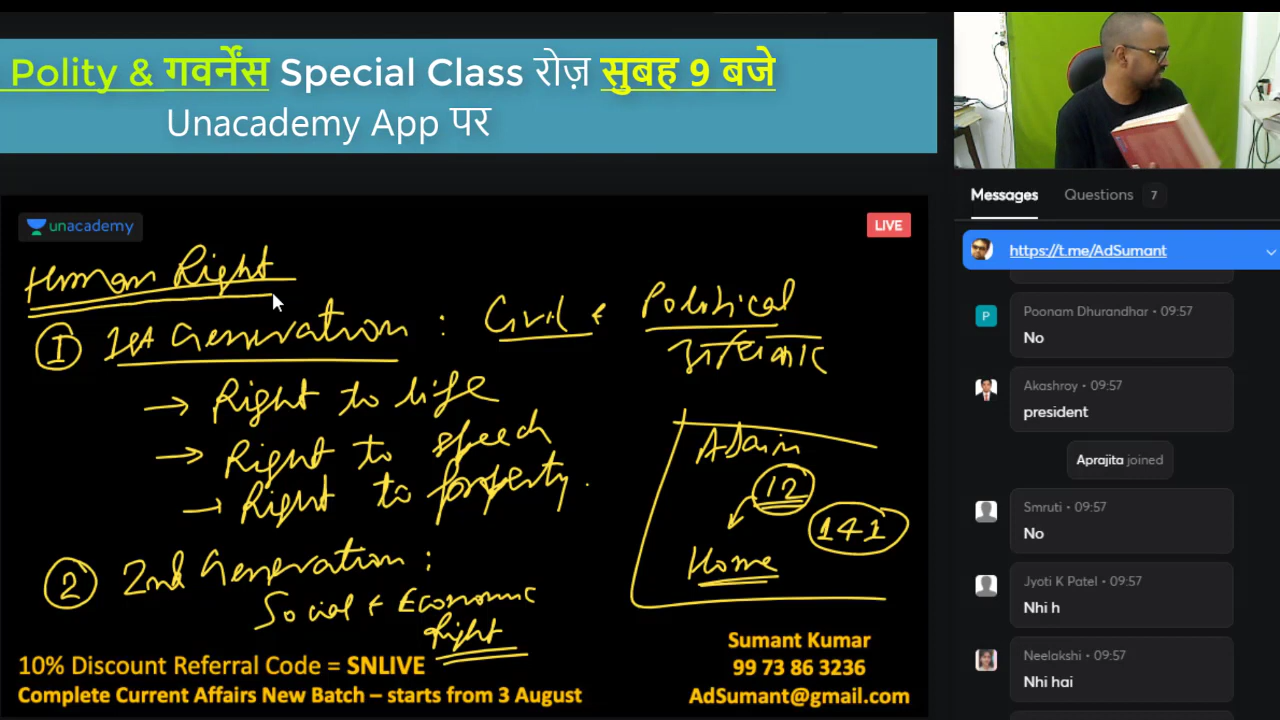 Polity & गवर्नेंस Special Class रोज़ सुबह 9 बजे
Unacademy App पर
unacademy
LIVE
Human Right
① 1st Generation : Civil & Political
→ Right to life
→ Right to speech
→ Right to property.
12
141
Home
② 2nd Generation :
Social & Economic
Right
10% Discount Referral Code = SNLIVE
Complete Current Affairs New Batch – starts from 3 August
Sumant Kumar
99 73 86 3236
AdSumant@gmail.com
Messages Questions 7
https://t.me/AdSumant
P
Poonam Dhurandhar • 09:57
No
Akashroy • 09:57
president
Aprajita joined
Smruti • 09:57
No
Jyoti K Patel • 09:57
Nhi h
Neelakshi • 09:57
Nhi hai